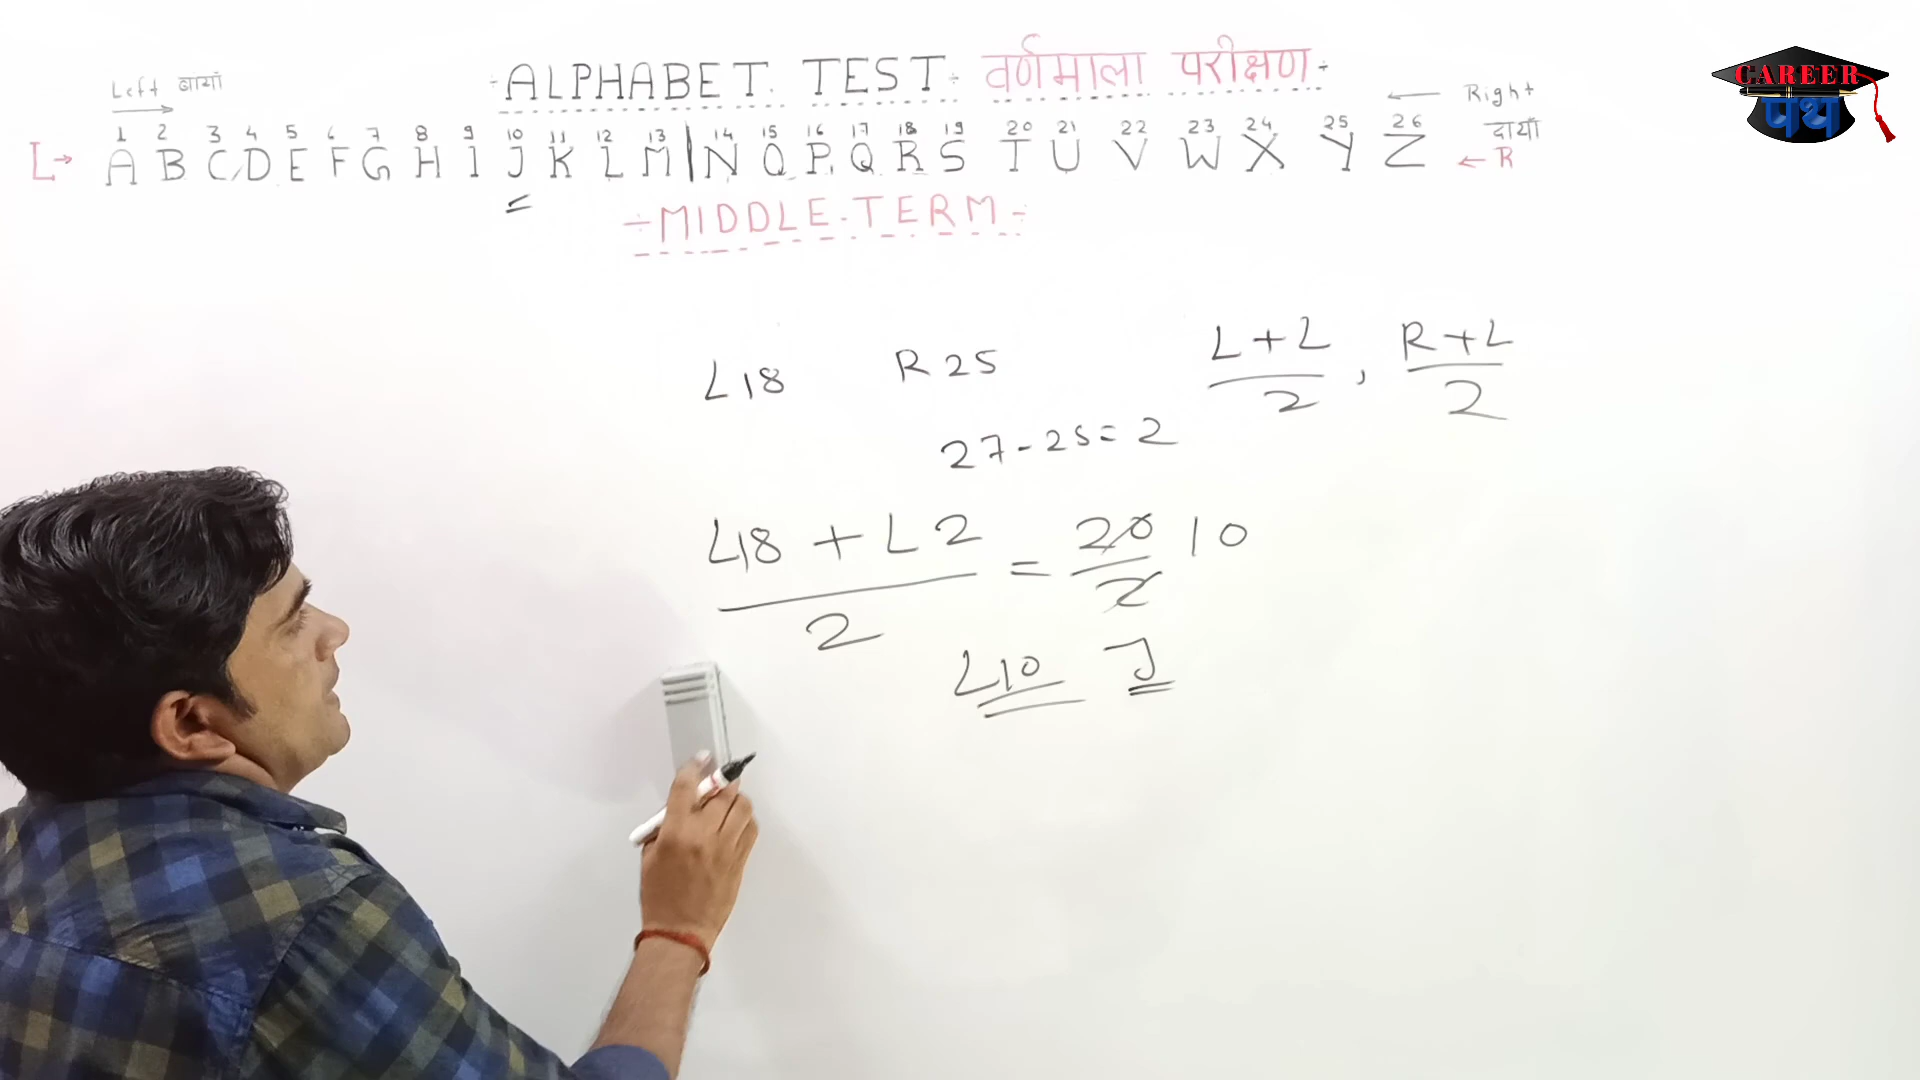 Left बायाँ
÷ ALPHABET TEST ÷ वर्णमाला परीक्षण ÷
← Right
दायाँ
CAREER
पथ
1 2 3 4 5 6 7 8 9 10 11 12 13 14 15 16 17 18 19 20 21 22 23 24 25 26
L→ A B C D E F G H I J K L M | N O P Q R S T U V W X Y Z ← R
÷ MIDDLE-TERM ÷
L18 R25 L+L/2 , R+L/2
27-25=2
L18 + L2 / 2 = 20/2 10
L10 J